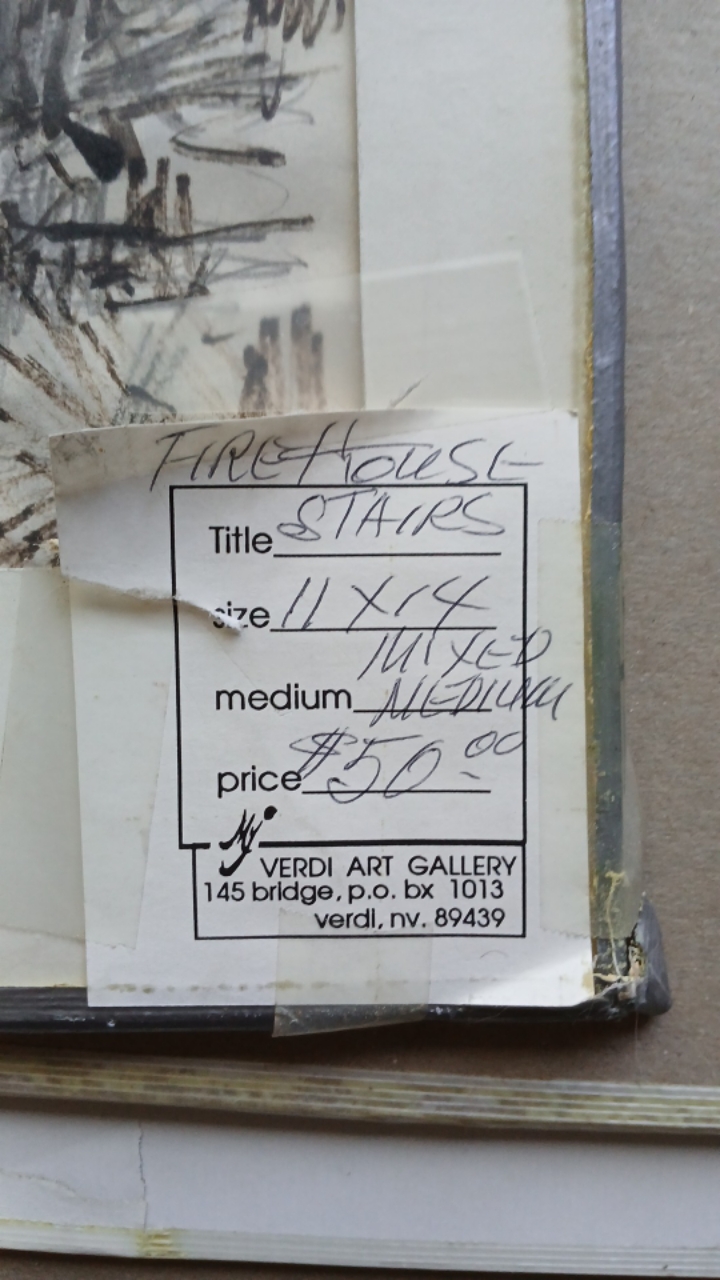 FIREHOUSE
Title STAIRS
size 11 X 14
MIXED
medium MEDIUM
price $50.00
My
VERDI ART GALLERY
145 bridge, p.o. bx 1013
verdi, nv. 89439